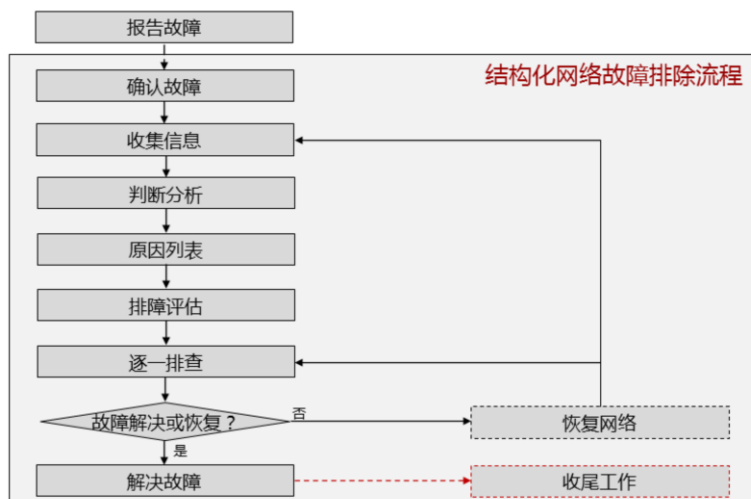 报告故障
结构化网络故障排除流程
确认故障
收集信息
判断分析
原因列表
排障评估
逐一排查
故障解决或恢复？
否
恢复网络
是
解决故障
收尾工作